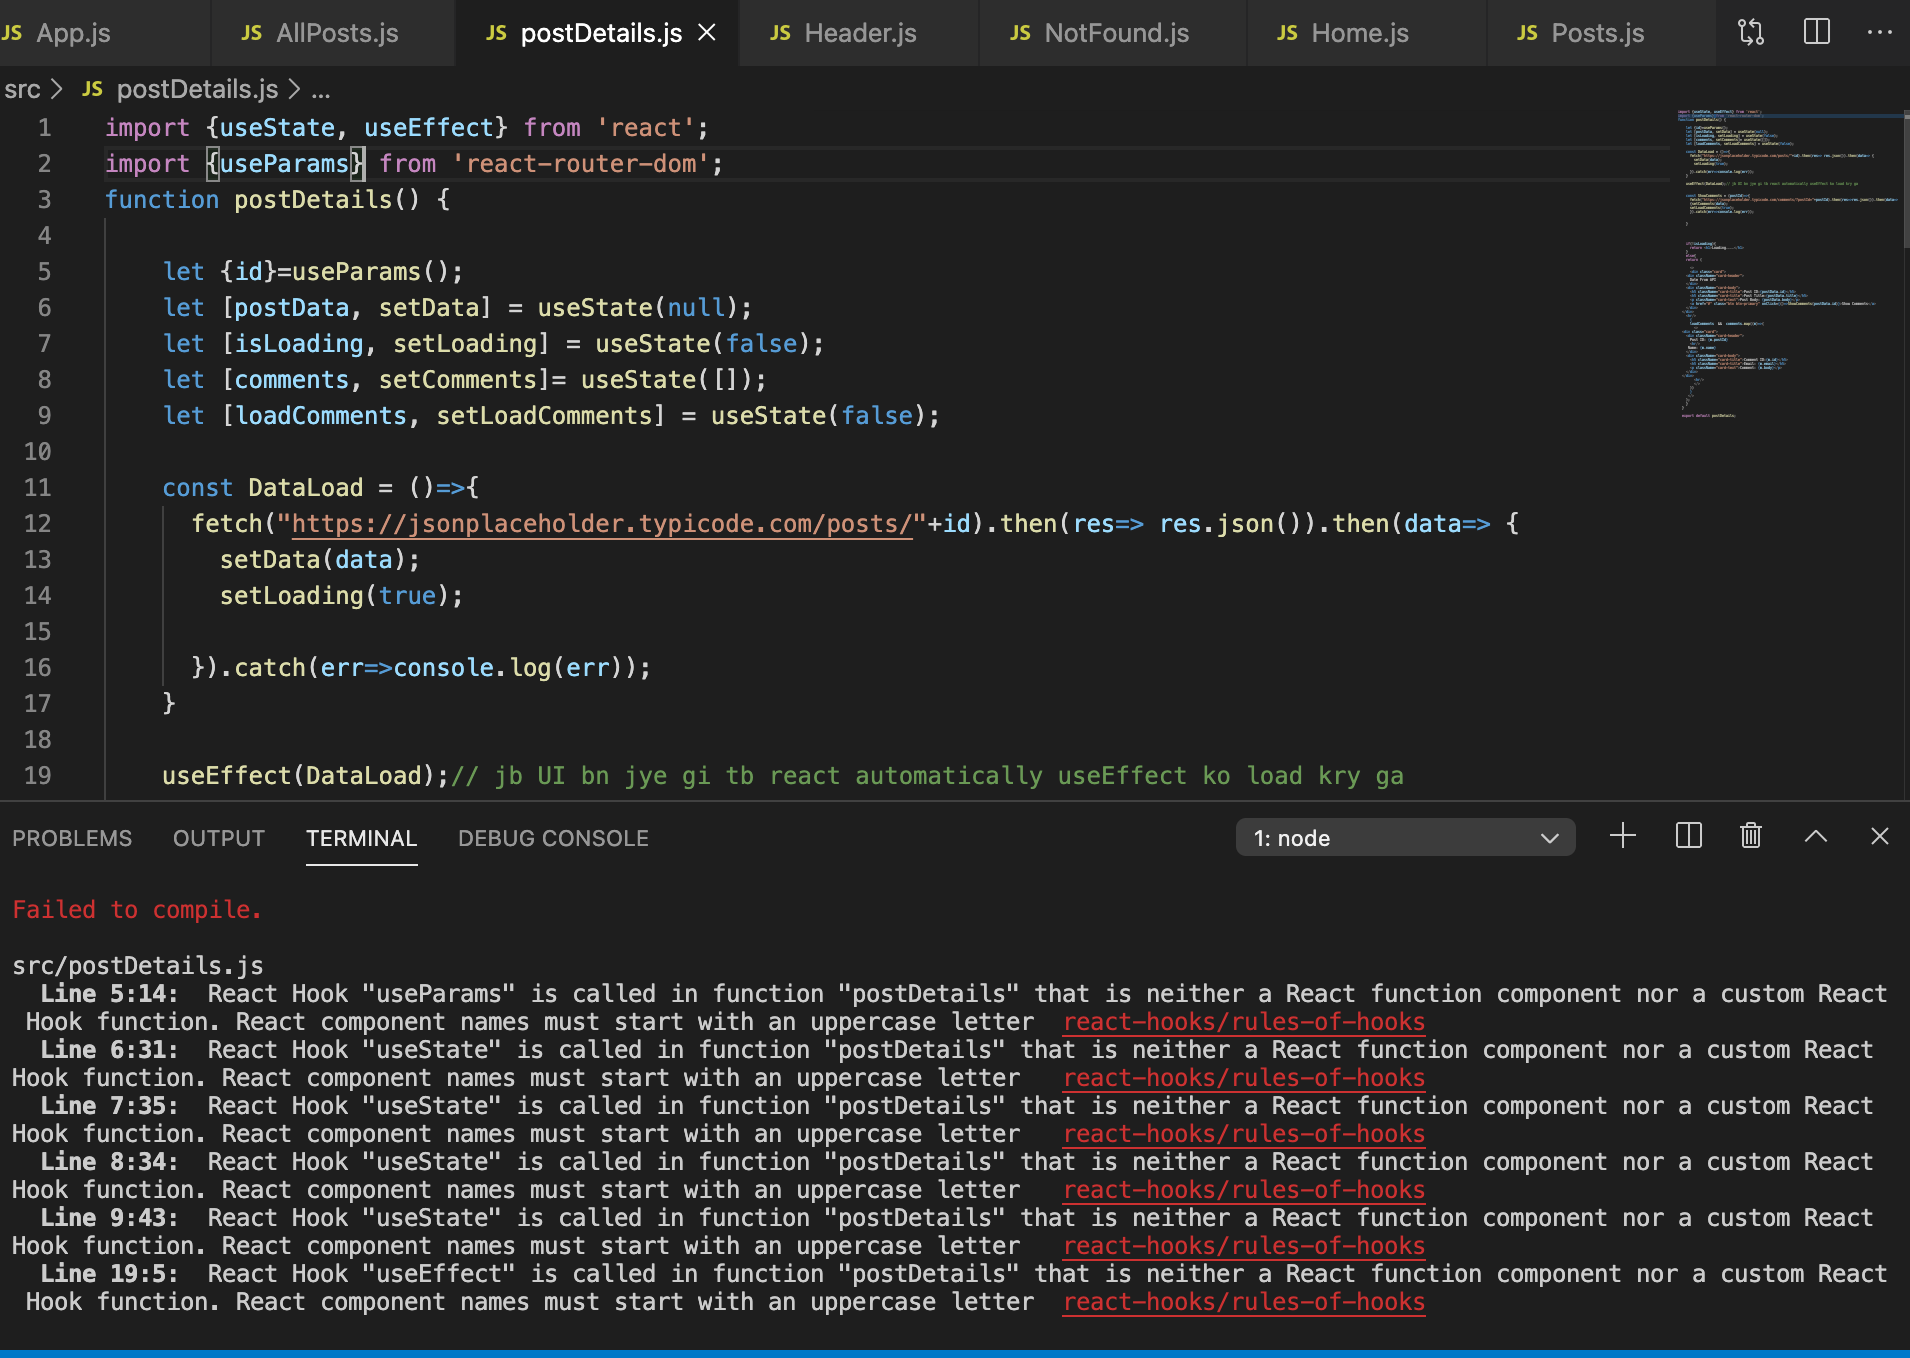 JS App.js JS AllPosts.js JS postDetails.js JS Header.js JS NotFound.js JS Home.js JS Posts.js
src > JS postDetails.js > ...
1 import {useState, useEffect} from 'react';
2 import {useParams} from 'react-router-dom';
3 function postDetails() {
4
5 let {id}=useParams();
6 let [postData, setData] = useState(null);
7 let [isLoading, setLoading] = useState(false);
8 let [comments, setComments]= useState([]);
9 let [loadComments, setLoadComments] = useState(false);
10
11 const DataLoad = ()=>{
12 fetch("https://jsonplaceholder.typicode.com/posts/"+id).then(res=> res.json()).then(data=> {
13 setData(data);
14 setLoading(true);
15
16 }).catch(err=>console.log(err));
17 }
18
19 useEffect(DataLoad);// jb UI bn jye gi tb react automatically useEffect ko load kry ga
PROBLEMS OUTPUT TERMINAL DEBUG CONSOLE 1: node
Failed to compile.
src/postDetails.js
Line 5:14: React Hook "useParams" is called in function "postDetails" that is neither a React function component nor a custom React
Hook function. React component names must start with an uppercase letter react-hooks/rules-of-hooks
Line 6:31: React Hook "useState" is called in function "postDetails" that is neither a React function component nor a custom React
Hook function. React component names must start with an uppercase letter react-hooks/rules-of-hooks
Line 7:35: React Hook "useState" is called in function "postDetails" that is neither a React function component nor a custom React
Hook function. React component names must start with an uppercase letter react-hooks/rules-of-hooks
Line 8:34: React Hook "useState" is called in function "postDetails" that is neither a React function component nor a custom React
Hook function. React component names must start with an uppercase letter react-hooks/rules-of-hooks
Line 9:43: React Hook "useState" is called in function "postDetails" that is neither a React function component nor a custom React
Hook function. React component names must start with an uppercase letter react-hooks/rules-of-hooks
Line 19:5: React Hook "useEffect" is called in function "postDetails" that is neither a React function component nor a custom React
Hook function. React component names must start with an uppercase letter react-hooks/rules-of-hooks